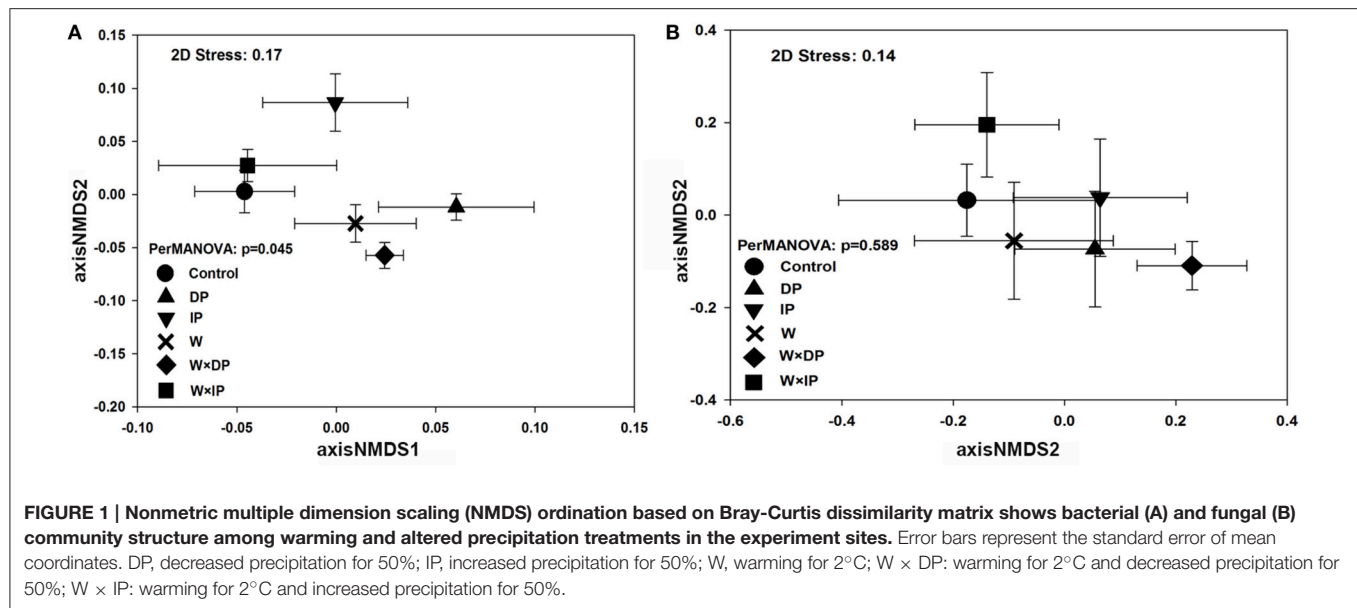 A
2D Stress: 0.17
0.15
0.10
0.05
0.00
-0.05
-0.10
-0.15
-0.20
axisNMDS2
PerMANOVA: p=0.045
Control
DP
IP
W
W×DP
W×IP
-0.10
-0.05
0.00
0.05
0.10
0.15
axisNMDS1
B
2D Stress: 0.14
0.4
0.2
0.0
-0.2
-0.4
axisNMDS2
PerMANOVA: p=0.589
Control
DP
IP
W
W×DP
W×IP
-0.6
-0.4
-0.2
0.0
0.2
0.4
axisNMDS2
FIGURE 1 | Nonmetric multiple dimension scaling (NMDS) ordination based on Bray-Curtis dissimilarity matrix shows bacterial (A) and fungal (B)
community structure among warming and altered precipitation treatments in the experiment sites. Error bars represent the standard error of mean
coordinates. DP, decreased precipitation for 50%; IP, increased precipitation for 50%; W, warming for 2°C; W × DP: warming for 2°C and decreased precipitation for
50%; W × IP: warming for 2°C and increased precipitation for 50%.